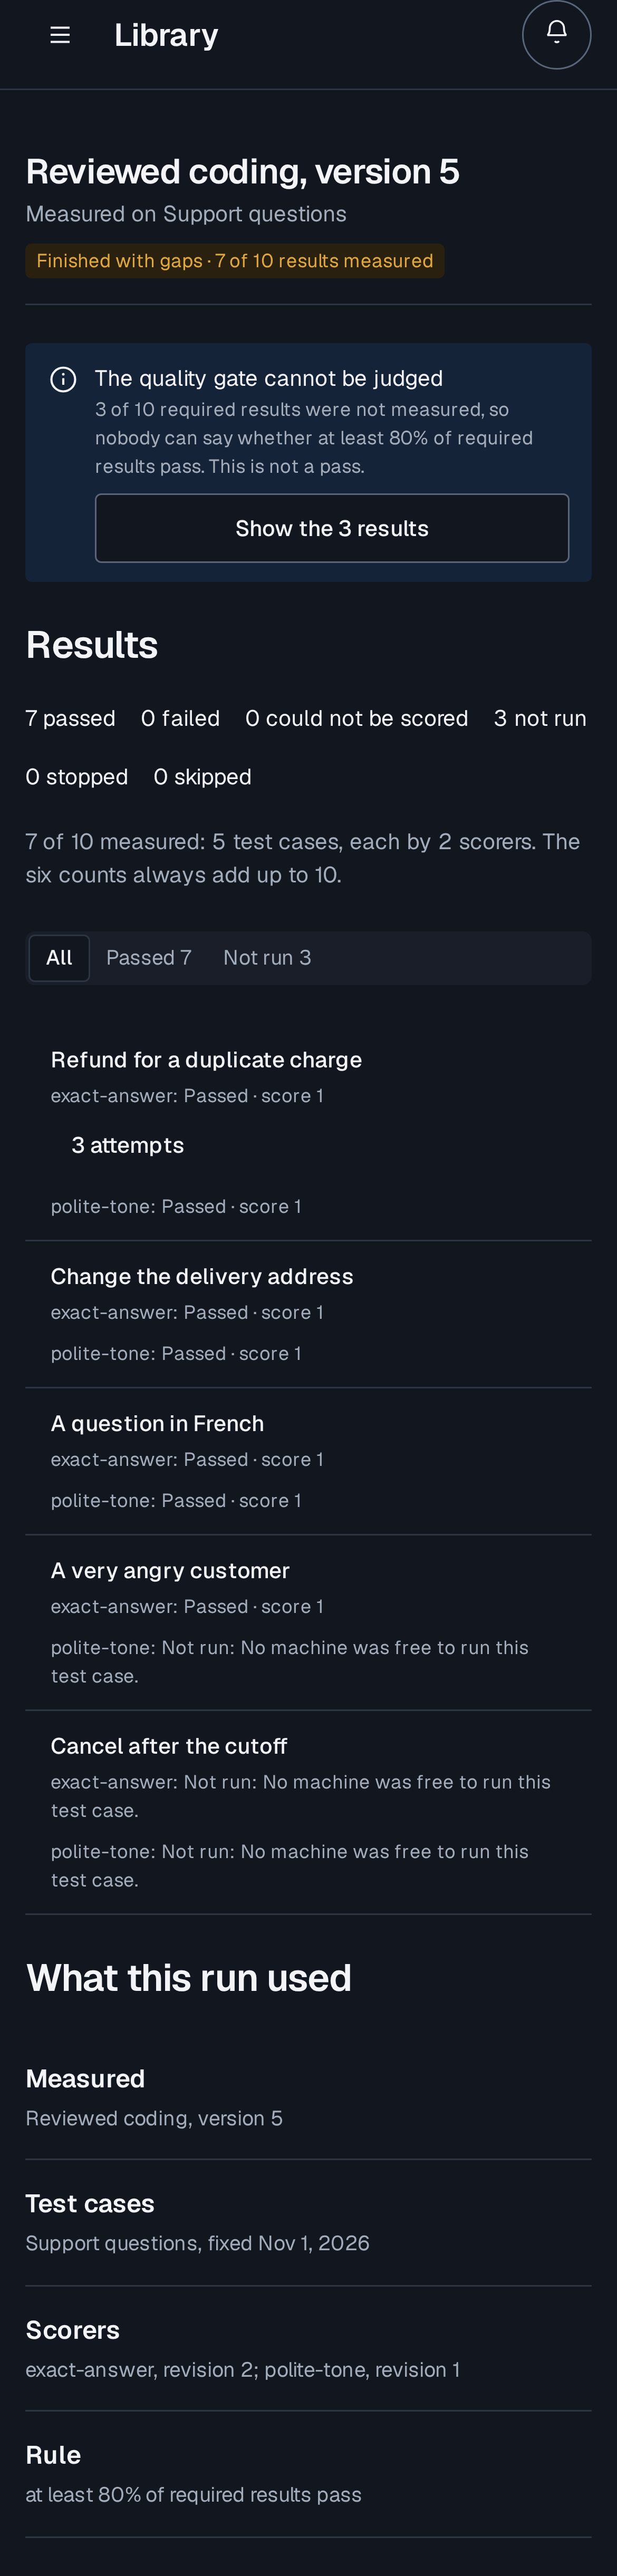 Library
Reviewed coding, version 5
Measured on Support questions
Finished with gaps · 7 of 10 results measured
The quality gate cannot be judged
3 of 10 required results were not measured, so
nobody can say whether at least 80% of required
results pass. This is not a pass.
Show the 3 results
Results
7 passed 0 failed 0 could not be scored 3 not run
0 stopped 0 skipped
7 of 10 measured: 5 test cases, each by 2 scorers. The
six counts always add up to 10.
All Passed 7 Not run 3
Refund for a duplicate charge
exact-answer: Passed · score 1
3 attempts
polite-tone: Passed · score 1
Change the delivery address
exact-answer: Passed · score 1
polite-tone: Passed · score 1
A question in French
exact-answer: Passed · score 1
polite-tone: Passed · score 1
A very angry customer
exact-answer: Passed · score 1
polite-tone: Not run: No machine was free to run this
test case.
Cancel after the cutoff
exact-answer: Not run: No machine was free to run this
test case.
polite-tone: Not run: No machine was free to run this
test case.
What this run used
Measured
Reviewed coding, version 5
Test cases
Support questions, fixed Nov 1, 2026
Scorers
exact-answer, revision 2; polite-tone, revision 1
Rule
at least 80% of required results pass